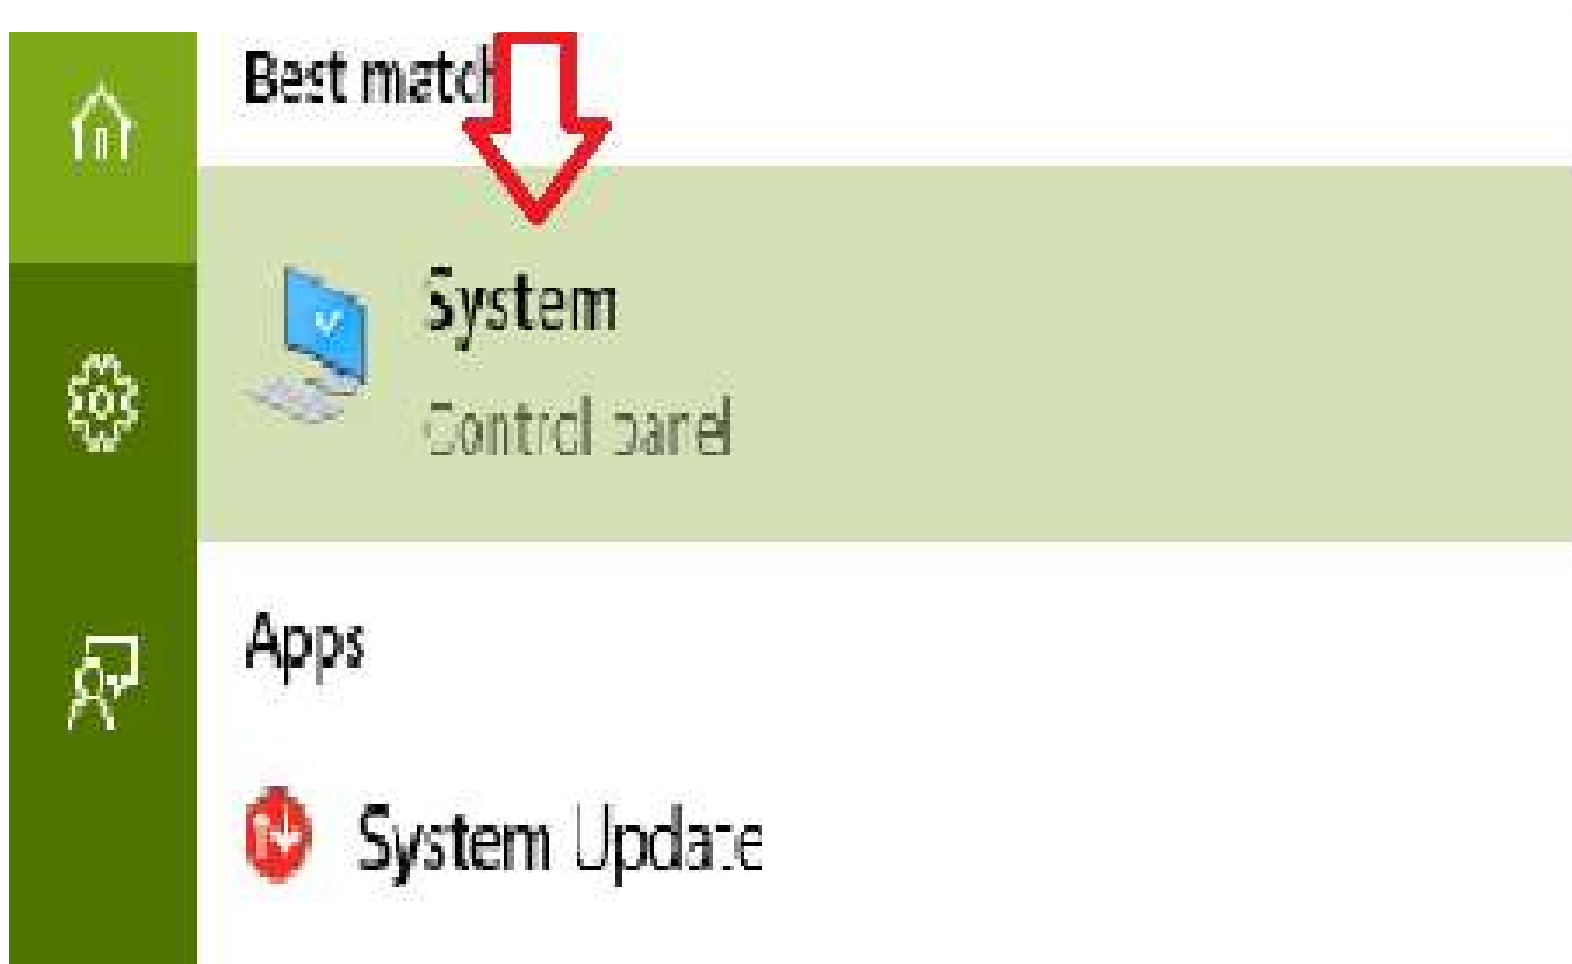 Best match
System
Control panel
Apps
System Update